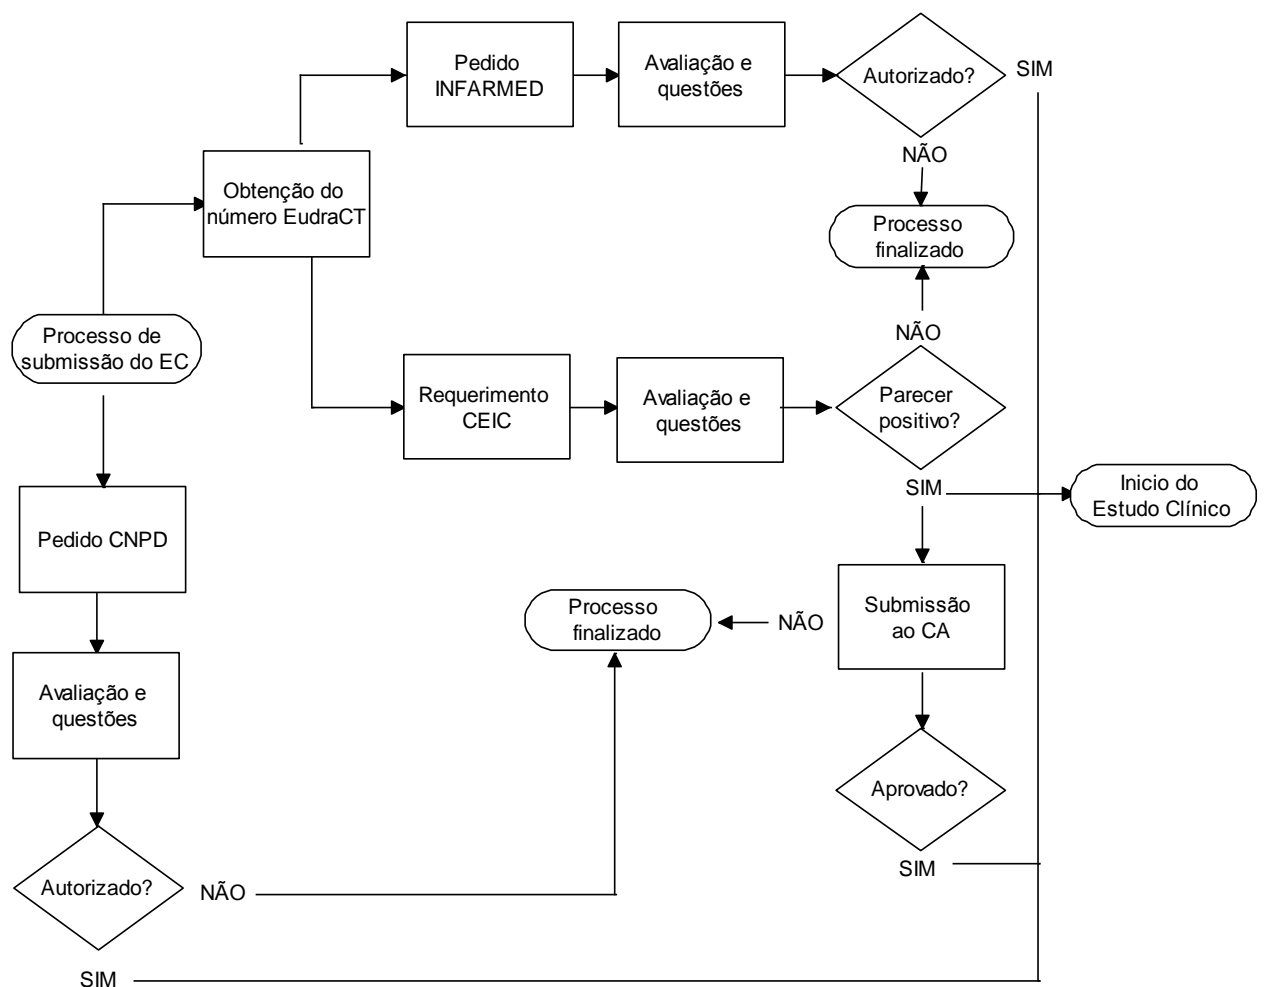 Pedido
INFARMED
Avaliação e
questões
Autorizado?
SIM
NÃO
Processo
finalizado
Obtenção do
número EudraCT
Processo de
submissão do EC
NÃO
Requerimento
CEIC
Avaliação e
questões
Parecer
positivo?
SIM
Inicio do
Estudo Clínico
Pedido CNPD
Submissão
ao CA
NÃO
Processo
finalizado
Avaliação e
questões
Aprovado?
SIM
Autorizado?
NÃO
SIM